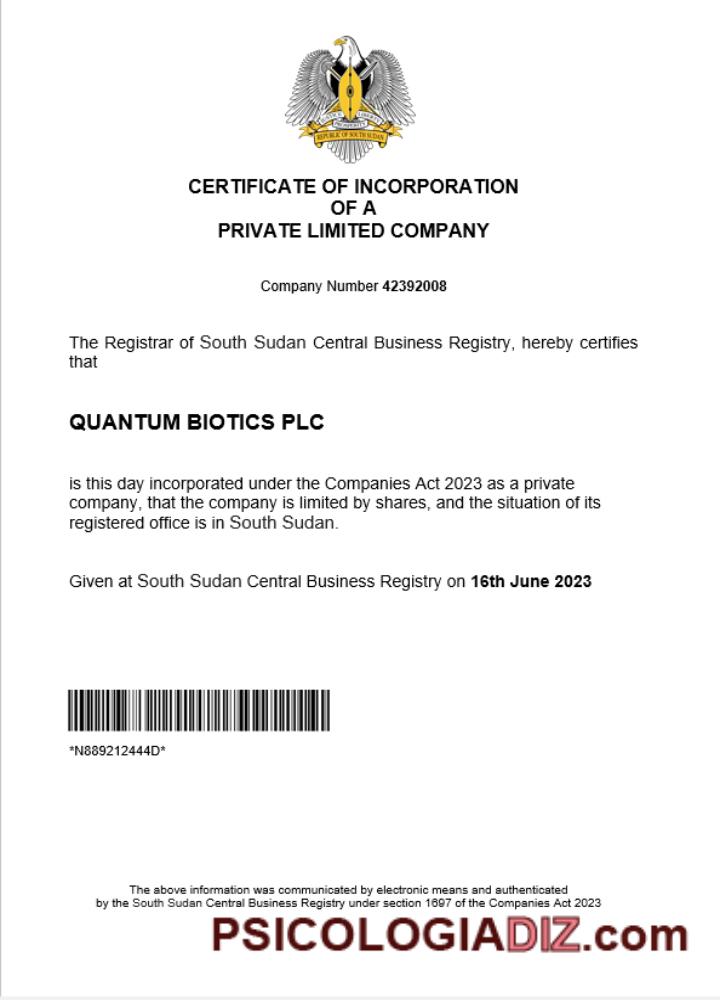 JUSTICE LIBERTY
PROSPERITY
REPUBLIC OF SOUTH SUDAN
CERTIFICATE OF INCORPORATION
OF A
PRIVATE LIMITED COMPANY
Company Number 42392008
The Registrar of South Sudan Central Business Registry, hereby certifies
that
QUANTUM BIOTICS PLC
is this day incorporated under the Companies Act 2023 as a private
company, that the company is limited by shares, and the situation of its
registered office is in South Sudan.
Given at South Sudan Central Business Registry on 16th June 2023
*N889212444D*
The above information was communicated by electronic means and authenticated
by the South Sudan Central Business Registry under section 1697 of the Companies Act 2023
PSICOLOGIADIZ.com